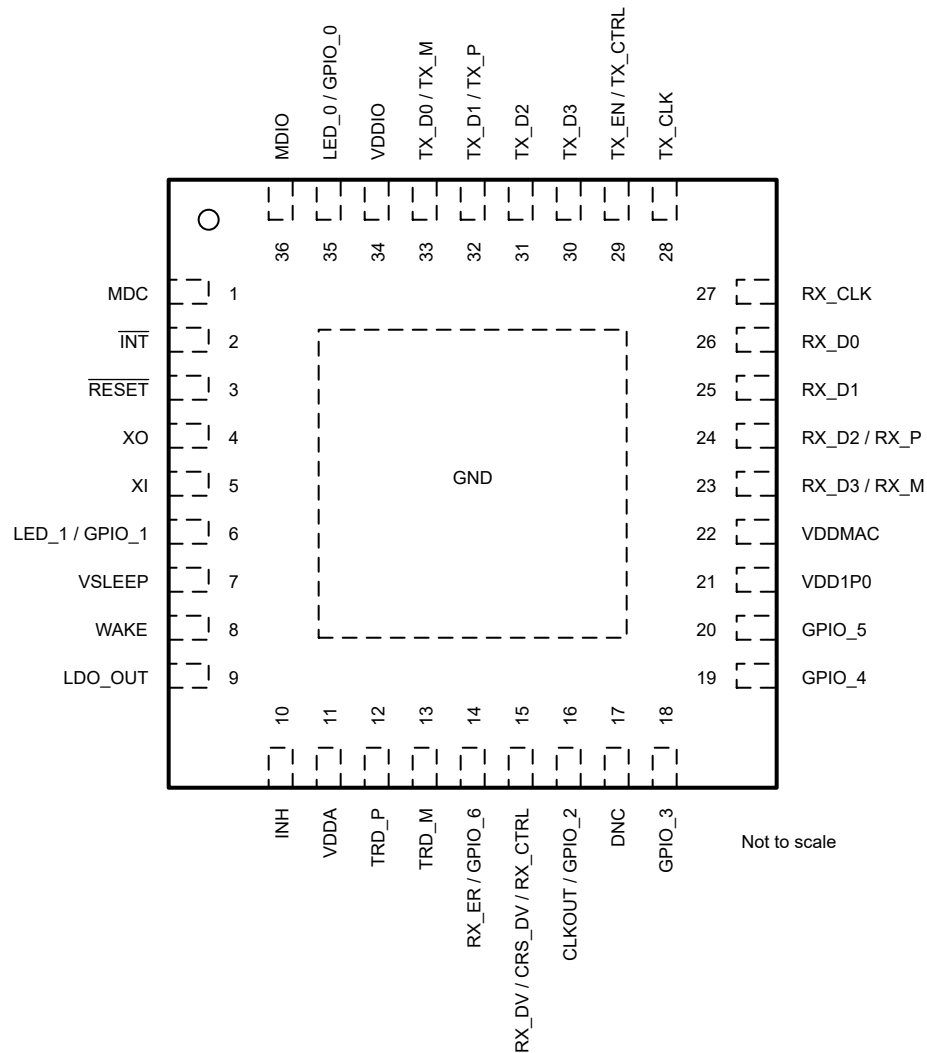 MDIO
LED_0 / GPIO_0
VDDIO
TX_D0 / TX_M
TX_D1 / TX_P
TX_D2
TX_D3
TX_EN / TX_CTRL
TX_CLK
36
35
34
33
32
31
30
29
28
MDC 1
INT 2
RESET 3
XO 4
XI 5
LED_1 / GPIO_1 6
VSLEEP 7
WAKE 8
LDO_OUT 9
GND
27 RX_CLK
26 RX_D0
25 RX_D1
24 RX_D2 / RX_P
23 RX_D3 / RX_M
22 VDDMAC
21 VDD1P0
20 GPIO_5
19 GPIO_4
10
11
12
13
14
15
16
17
18
INH
VDDA
TRD_P
TRD_M
RX_ER / GPIO_6
RX_DV / CRS_DV / RX_CTRL
CLKOUT / GPIO_2
DNC
GPIO_3
Not to scale